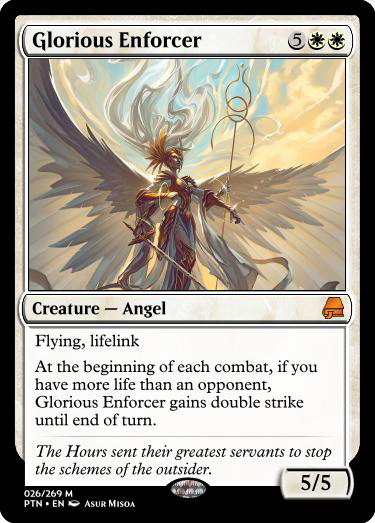 Glorious Enforcer 5
Creature — Angel
Flying, lifelink
At the beginning of each combat, if you
have more life than an opponent,
Glorious Enforcer gains double strike
until end of turn.
The Hours sent their greatest servants to stop
the schemes of the outsider.
5/5
026/269 M
PTN • EN Asur Misoa